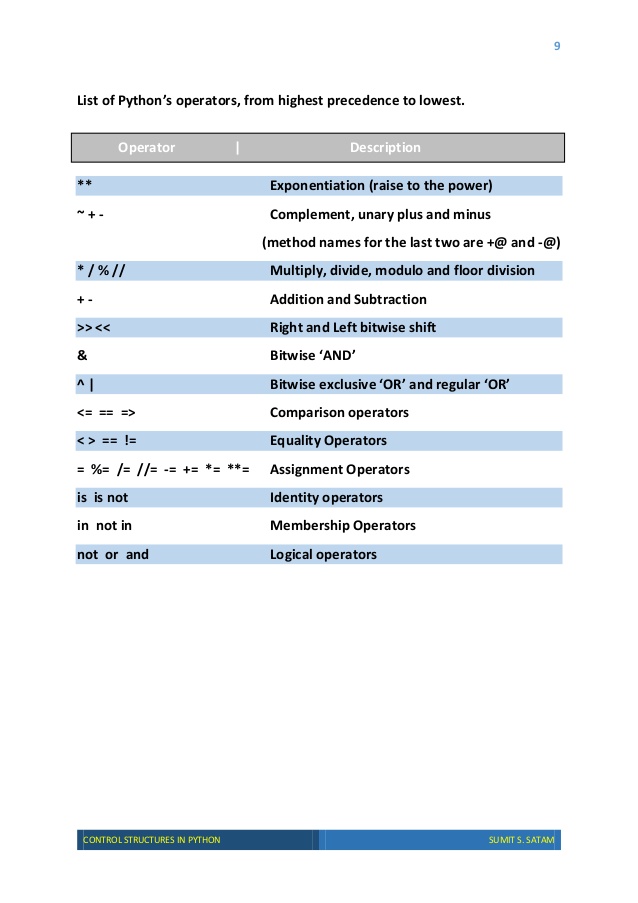 9
List of Python’s operators, from highest precedence to lowest.
Operator | Description
** Exponentiation (raise to the power)
~ + - Complement, unary plus and minus
(method names for the last two are +@ and -@)
* / % // Multiply, divide, modulo and floor division
+ - Addition and Subtraction
>> << Right and Left bitwise shift
& Bitwise ‘AND’
^ | Bitwise exclusive ‘OR’ and regular ‘OR’
<= == => Comparison operators
< > == != Equality Operators
= %= /= //= -= += *= **= Assignment Operators
is is not Identity operators
in not in Membership Operators
not or and Logical operators
CONTROL STRUCTURES IN PYTHON SUMIT S. SATAM